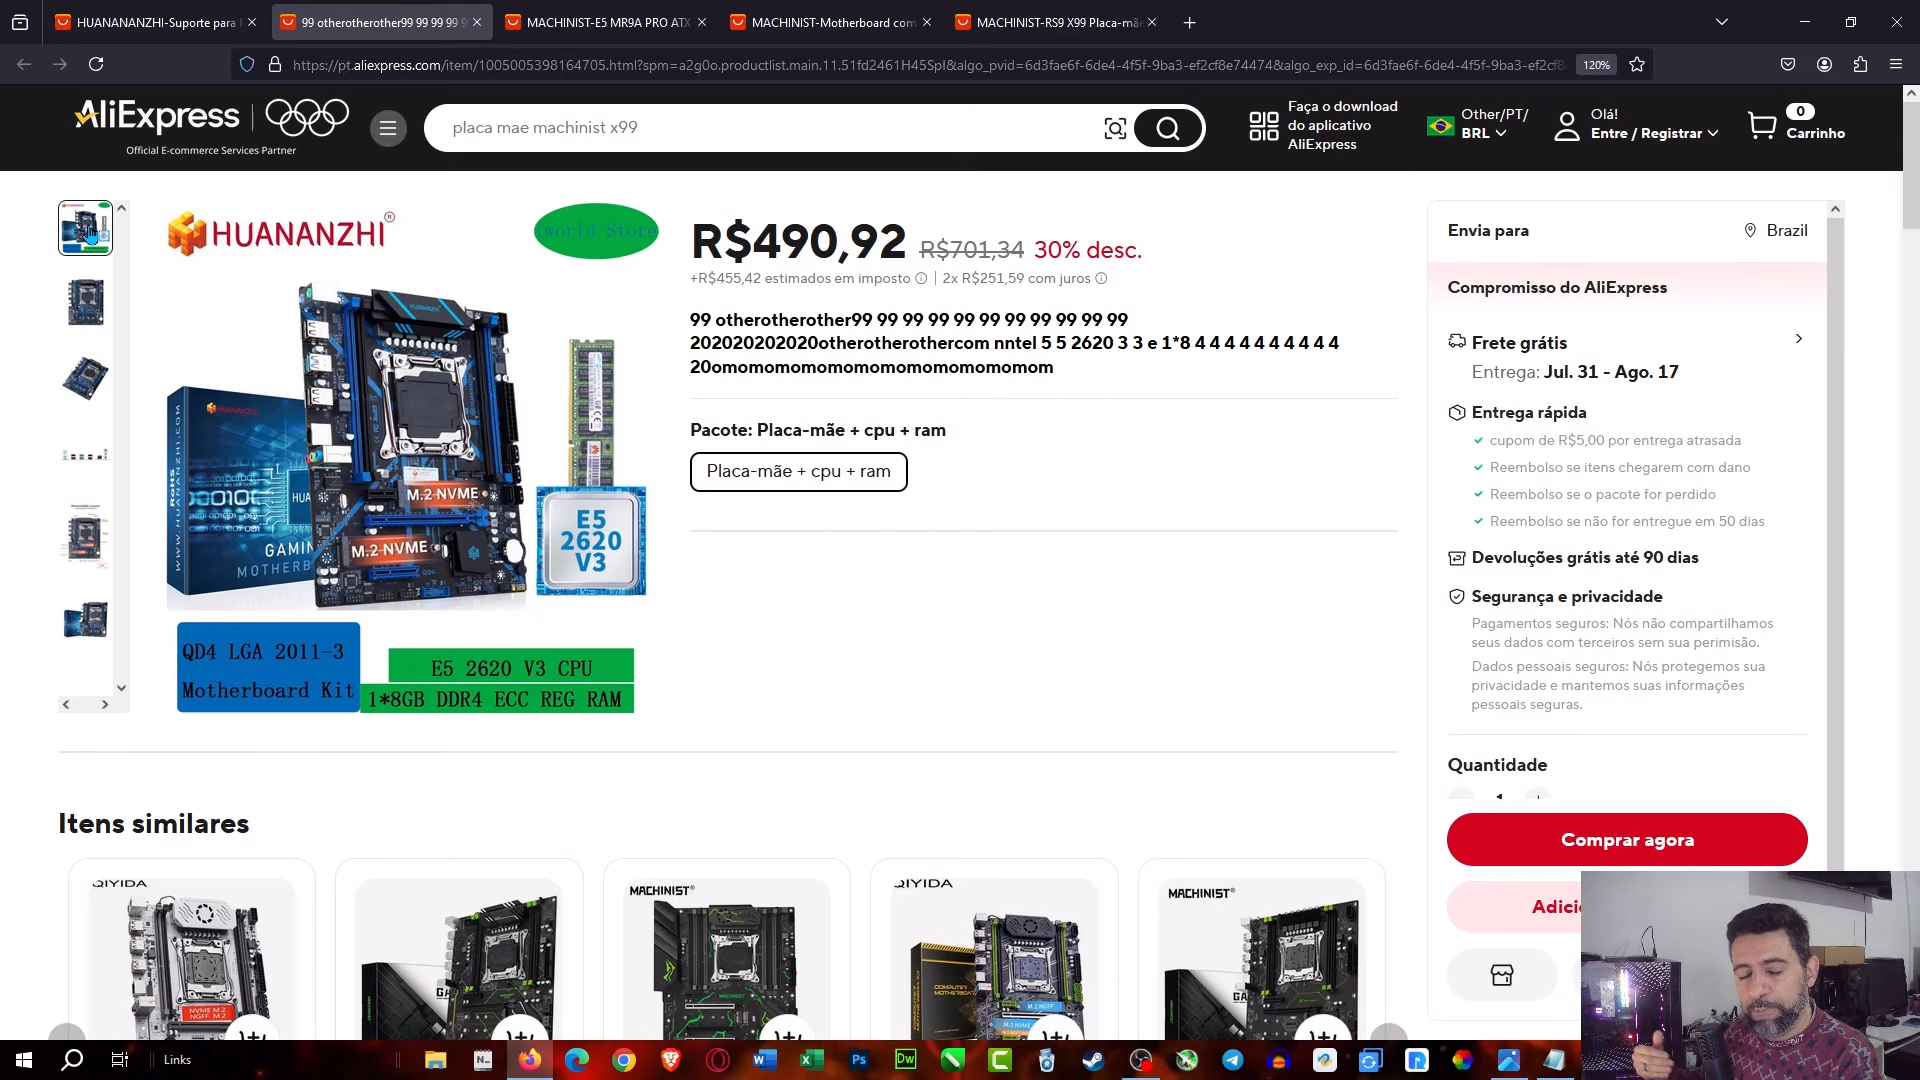 HUANANANZHI-Suporte para
99 otherotherother99 99 99 99 9
MACHINIST-E5 MR9A PRO ATX
MACHINIST-Motherboard com
MACHINIST-RS9 X99 Placa-mãe
https://pt.aliexpress.com/item/1005005398164705.html?spm=a2g0o.productlist.main.11.51fd2461H45SpI&algo_pvid=6d3fae6f-6de4-4f5f-9ba3-ef2cf8e74474&algo_exp_id=6d3fae6f-6de4-4f5f-9ba3-ef2cf8
120%
AliExpress
Official E-commerce Services Partner
placa mae machinist x99
Faça o download
do aplicativo
AliExpress
Other/PT/
BRL
Olá!
Entre / Registrar
0
Carrinho
HUANANZHI®
iworld Store
GAMIN
MOTHERB
WWW.HUANANZHI.COM
M.2 NVME
M.2 NVME
E5
2620
V3
QD4 LGA 2011-3
Motherboard Kit
E5 2620 V3 CPU
1*8GB DDR4 ECC REG RAM
R$490,92 R$701,34 30% desc.
+R$455,42 estimados em imposto | 2x R$251,59 com juros
99 otherotherother99 99 99 99 99 99 99 99 99 99 99
202020202020otherotherothercom nntel 5 5 2620 3 3 e 1*8 4 4 4 4 4 4 4 4 4 4
20omomomomomomomomomomomomomom
Pacote: Placa-mãe + cpu + ram
Placa-mãe + cpu + ram
Envia para
Brazil
Compromisso do AliExpress
Frete grátis
Entrega: Jul. 31 - Ago. 17
Entrega rápida
cupom de R$5,00 por entrega atrasada
Reembolso se itens chegarem com dano
Reembolso se o pacote for perdido
Reembolso se não for entregue em 50 dias
Devoluções grátis até 90 dias
Segurança e privacidade
Pagamentos seguros: Nós não compartilhamos
seus dados com terceiros sem sua perimisão.
Dados pessoais seguros: Nós protegemos sua
privacidade e mantemos suas informações
pessoais seguras.
Quantidade
1
Comprar agora
Adici
Itens similares
QIYIDA
MACHINIST®
QIYIDA
MACHINIST®
NVME M.2
NGFF M.2
Links